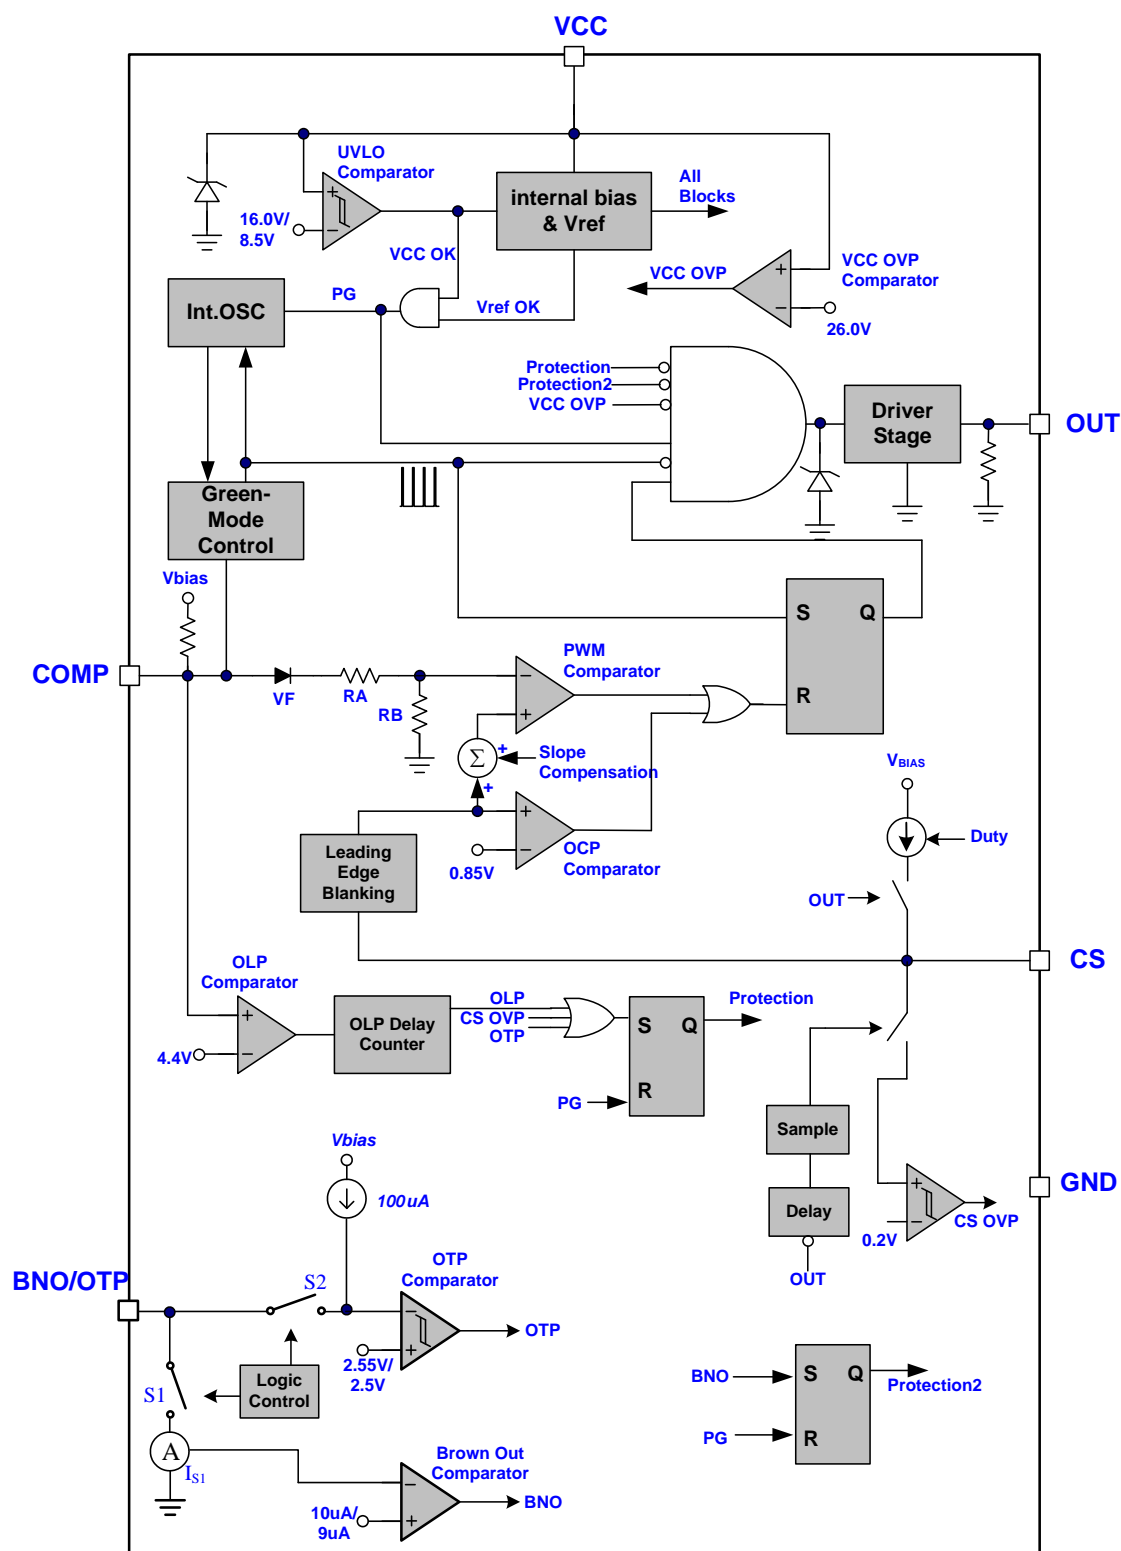 VCC
UVLO
Comparator
+
−
16.0V/
8.5V
internal bias
& Vref
All
Blocks
VCC OK
VCC OVP
VCC OVP
Comparator
+
−
26.0V
Int.OSC
PG
Vref OK
Protection
Protection2
VCC OVP
Driver
Stage
OUT
Green-
Mode
Control
Vbias
S
Q
R
COMP
VF
RA
RB
PWM
Comparator
−
+
Σ
+
+
Slope
Compensation
VBIAS
Duty
OUT
Leading
Edge
Blanking
+
−
0.85V
OCP
Comparator
CS
OLP
Comparator
+
−
4.4V
OLP Delay
Counter
OLP
CS OVP
OTP
S
Q
R
Protection
PG
Sample
Delay
OUT
+
−
0.2V
CS OVP
GND
Vbias
100uA
BNO/OTP
S2
OTP
Comparator
−
+
OTP
2.55V/
2.5V
S1
Logic
Control
A
IS1
Brown Out
Comparator
−
+
BNO
10uA/
9uA
BNO
S
Q
R
Protection2
PG